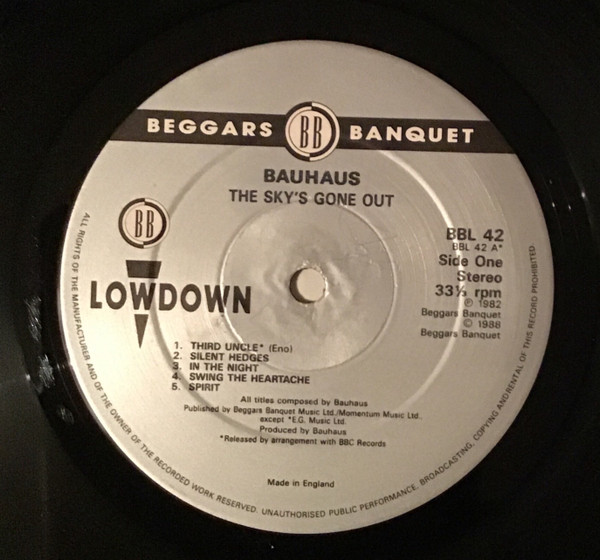 BEGGARS BB BANQUET
BAUHAUS
THE SKY'S GONE OUT
BB
LOWDOWN
BBL 42
BBL 42 A*
Side One
Stereo
33⅓ rpm
℗ 1982
Beggars Banquet
© 1988
Beggars Banquet
1. THIRD UNCLE* (Eno)
2. SILENT HEDGES
3. IN THE NIGHT
4. SWING THE HEARTACHE
5. SPIRIT
All titles composed by Bauhaus
Published by Beggars Banquet Music Ltd./Momentum Music Ltd.
except *E.G. Music Ltd.
Produced by Bauhaus
*Released by arrangement with BBC Records
Made in England
ALL RIGHTS OF THE MANUFACTURER AND OF THE OWNER OF THE RECORDED WORK RESERVED. UNAUTHORISED PUBLIC PERFORMANCE, BROADCASTING, COPYING ANDRENTAL OF THIS RECORD PROHIBITED.